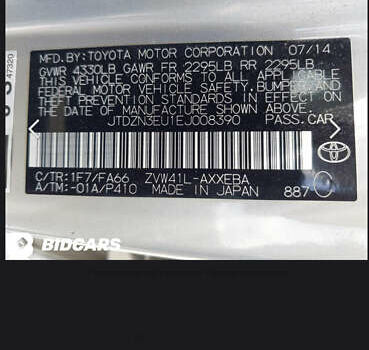 47320
MFD. BY: TOYOTA MOTOR CORPORATION 07/14
GVWR 4330LB GAWR FR 2295LB RR 2295LB
THIS VEHICLE CONFORMS TO ALL APPLICABLE
FEDERAL MOTOR VEHICLE SAFETY, BUMPER, AND
THEFT PREVENTION STANDARDS IN EFFECT ON
THE DATE OF MANUFACTURE SHOWN ABOVE.
JTDZN3EU1EJ008390 PASS. CAR
C/TR: 1F7/FA66 ZVW41L-AXXEBA
A/TM: -01A/P410 MADE IN JAPAN 887
BIDCARS